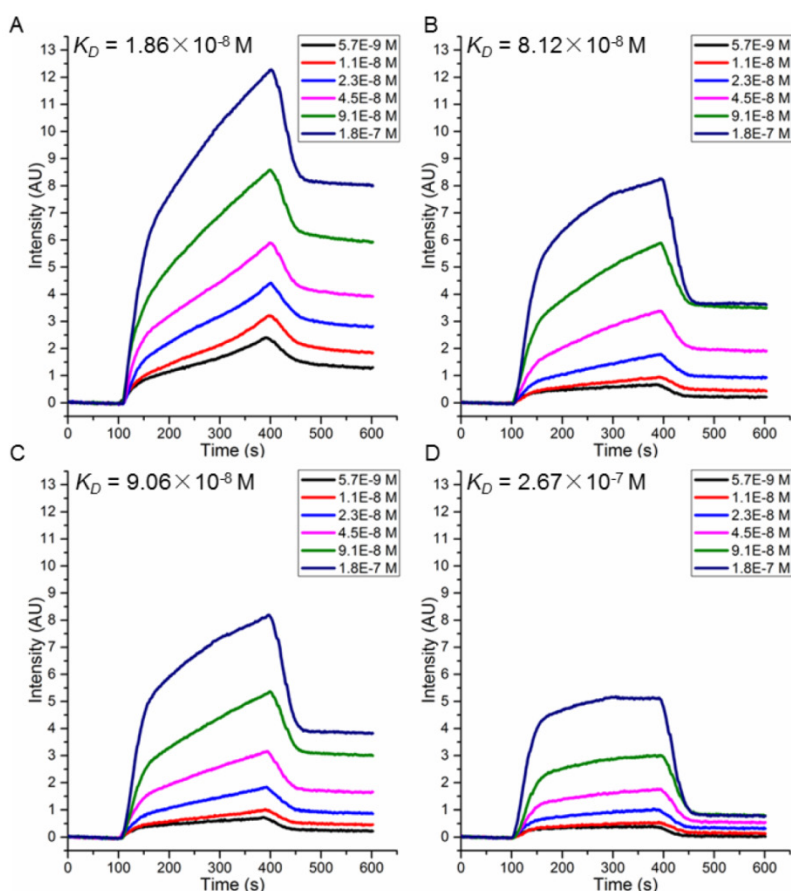 A
K_D = 1.86×10⁻⁸ M
5.7E-9 M
1.1E-8 M
2.3E-8 M
4.5E-8 M
9.1E-8 M
1.8E-7 M
13
12
11
10
9
8
7
6
5
4
3
2
1
0
Intensity (AU)
0 100 200 300 400 500 600
Time (s)
B
K_D = 8.12×10⁻⁸ M
5.7E-9 M
1.1E-8 M
2.3E-8 M
4.5E-8 M
9.1E-8 M
1.8E-7 M
13
12
11
10
9
8
7
6
5
4
3
2
1
0
Intensity (AU)
0 100 200 300 400 500 600
Time (s)
C
K_D = 9.06×10⁻⁸ M
5.7E-9 M
1.1E-8 M
2.3E-8 M
4.5E-8 M
9.1E-8 M
1.8E-7 M
13
12
11
10
9
8
7
6
5
4
3
2
1
0
Intensity (AU)
0 100 200 300 400 500 600
Time (s)
D
K_D = 2.67×10⁻⁷ M
5.7E-9 M
1.1E-8 M
2.3E-8 M
4.5E-8 M
9.1E-8 M
1.8E-7 M
13
12
11
10
9
8
7
6
5
4
3
2
1
0
Intensity (AU)
0 100 200 300 400 500 600
Time (s)